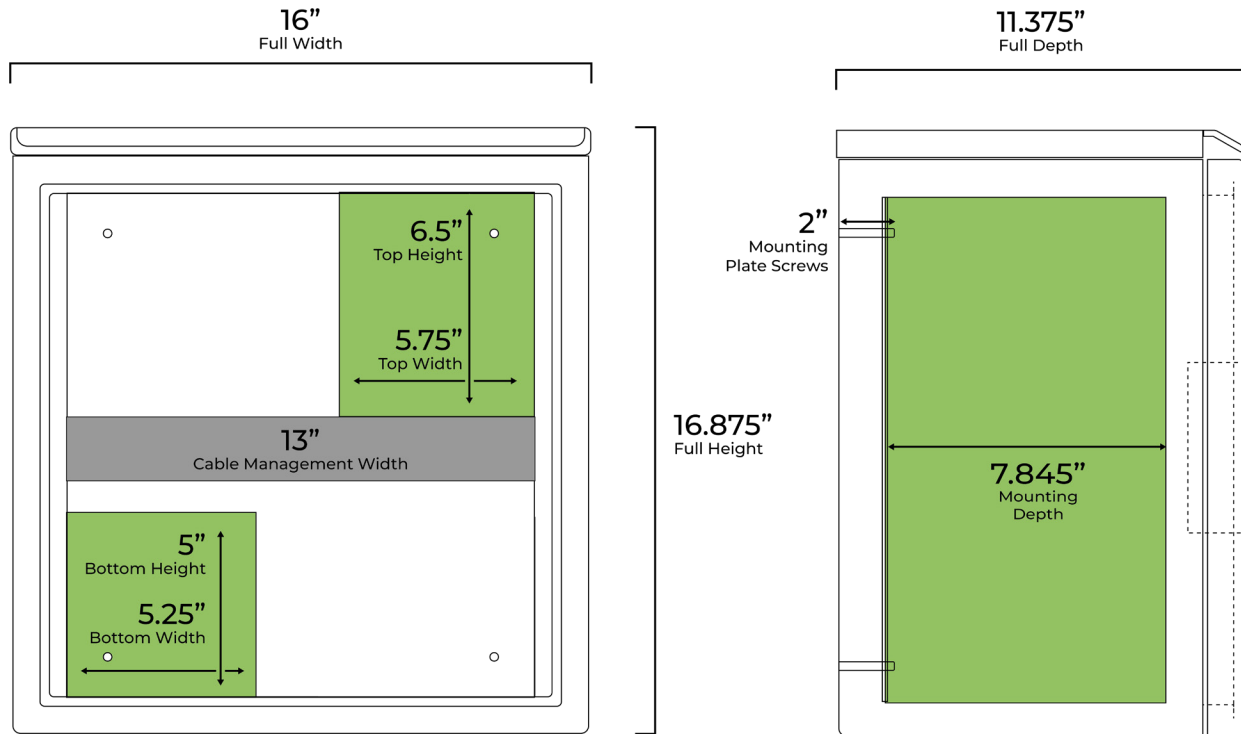 16”
Full Width
11.375”
Full Depth
6.5”
Top Height
2”
Mounting
Plate Screws
5.75”
Top Width
16.875”
Full Height
13”
Cable Management Width
7.845”
Mounting
Depth
5”
Bottom Height
5.25”
Bottom Width